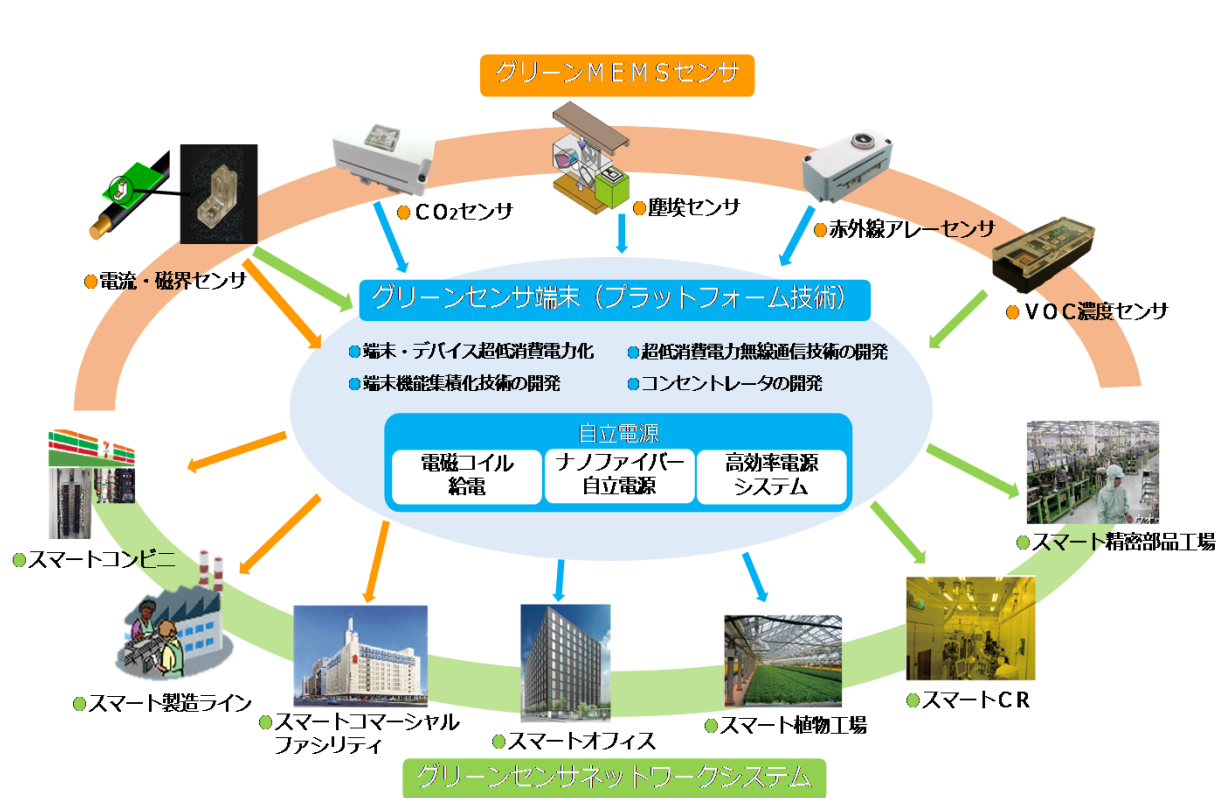 グリーンＭＥＭＳセンサ
●ＣＯ₂センサ
●塵埃センサ
●赤外線アレーセンサ
●電流・磁界センサ
●ＶＯＣ濃度センサ
グリーンセンサ端末（プラットフォーム技術）
●端末・デバイス超低消費電力化
●超低消費電力無線通信技術の開発
●端末機能集積化技術の開発
●コンセントレータの開発
自立電源
電磁コイル
給電
ナノファイバー
自立電源
高効率電源
システム
●スマートコンビニ
●スマート精密部品工場
●スマート製造ライン
●スマートコマーシャル
ファシリティ
●スマートオフィス
●スマート植物工場
●スマートＣＲ
グリーンセンサネットワークシステム